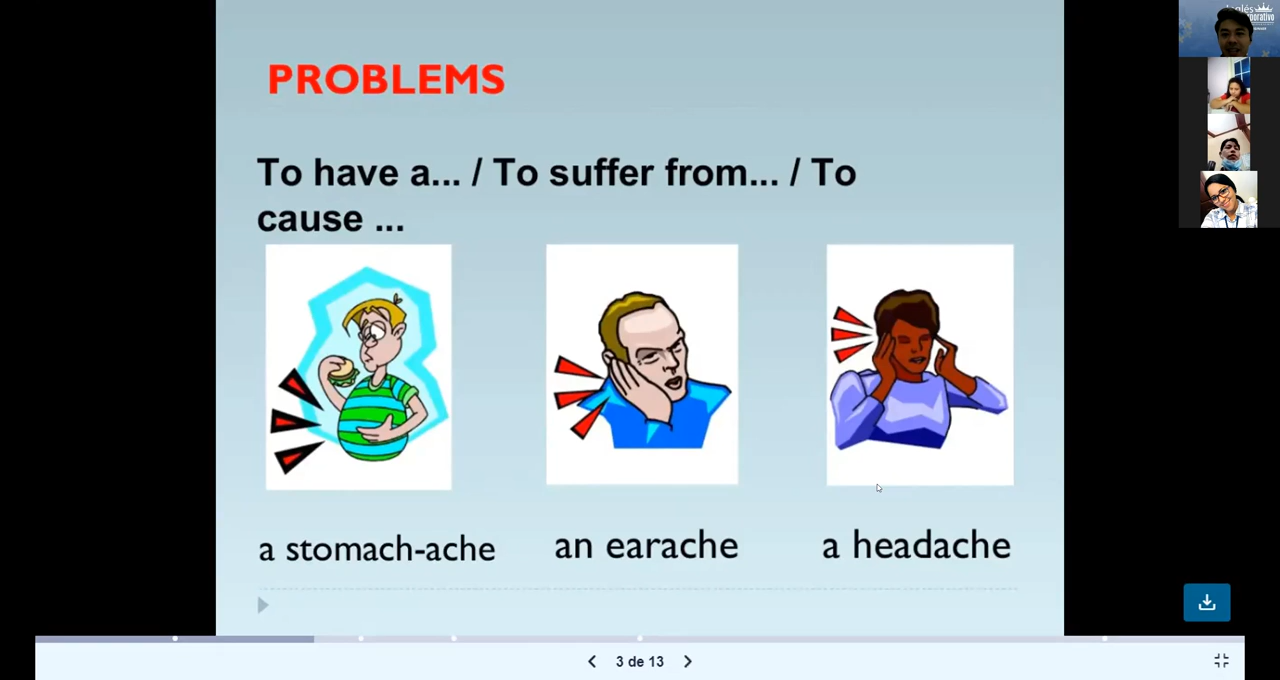 PROBLEMS
To have a... / To suffer from... / To
cause ...
a stomach-ache
an earache
a headache
3 de 13